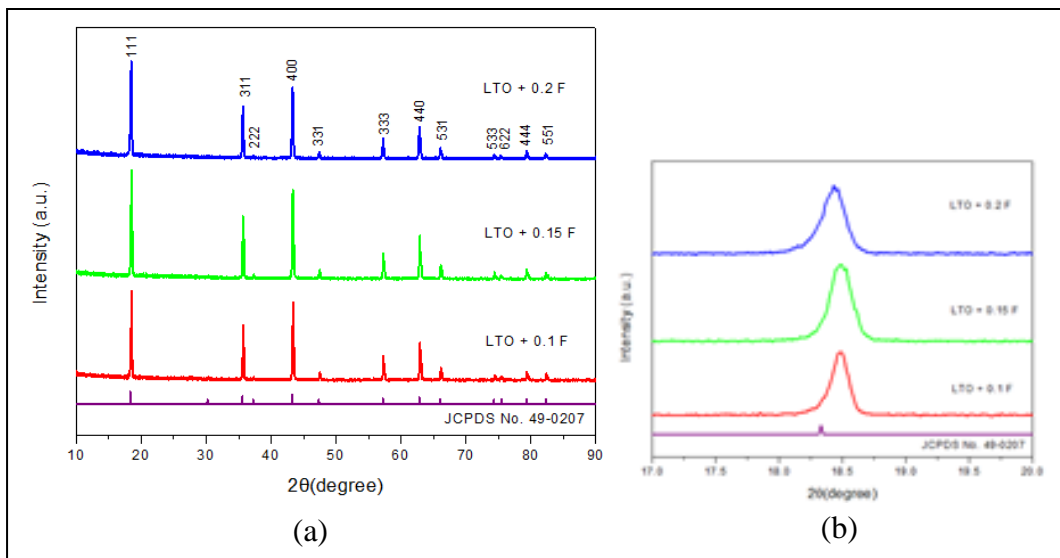 111
311
222
400
331
333
440
531
533
622
444
551
LTO + 0.2 F
LTO + 0.15 F
LTO + 0.1 F
JCPDS No. 49-0207
Intensity (a.u.)
10 20 30 40 50 60 70 80 90
2θ(degree)
(a)
LTO + 0.2 F
LTO + 0.15 F
LTO + 0.1 F
JCPDS No. 49-0207
Intensity (a.u.)
17.0 17.5 18.0 18.5 19.0 19.5 20.0
2θ(degree)
(b)